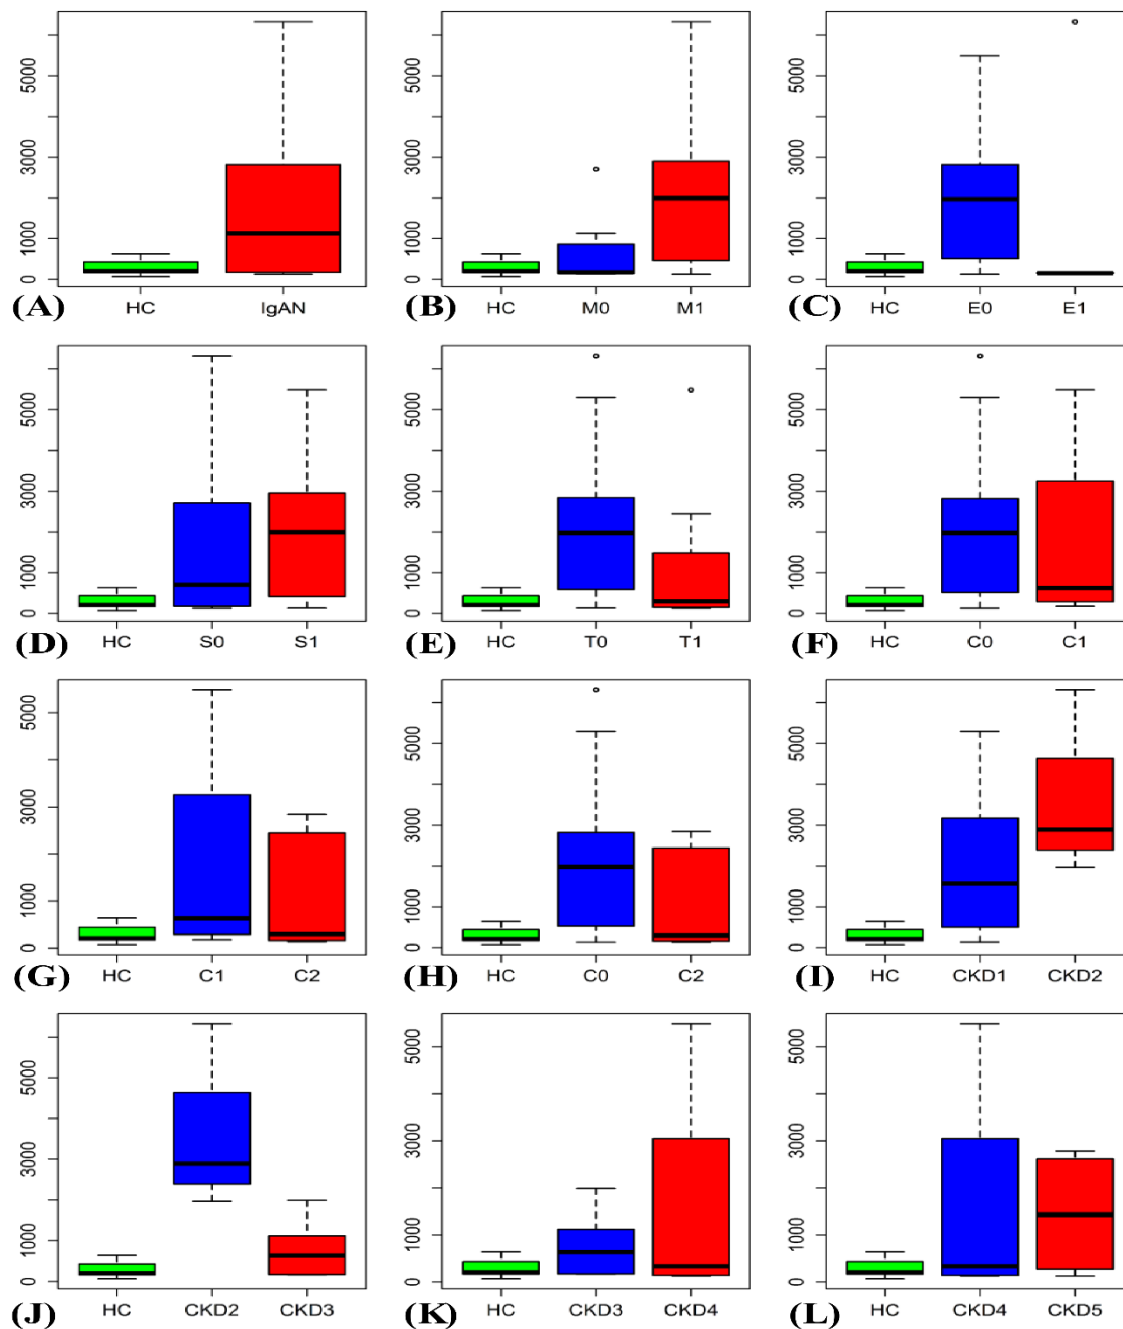 5000
3000
1000
0
(A)
HC
IgAN
5000
3000
1000
0
(B)
HC
M0
M1
5000
3000
1000
0
(C)
HC
E0
E1
5000
3000
1000
0
(D)
HC
S0
S1
5000
3000
1000
0
(E)
HC
T0
T1
5000
3000
1000
0
(F)
HC
C0
C1
5000
3000
1000
0
(G)
HC
C1
C2
5000
3000
1000
0
(H)
HC
C0
C2
5000
3000
1000
0
(I)
HC
CKD1
CKD2
5000
3000
1000
0
(J)
HC
CKD2
CKD3
5000
3000
1000
0
(K)
HC
CKD3
CKD4
5000
3000
1000
0
(L)
HC
CKD4
CKD5